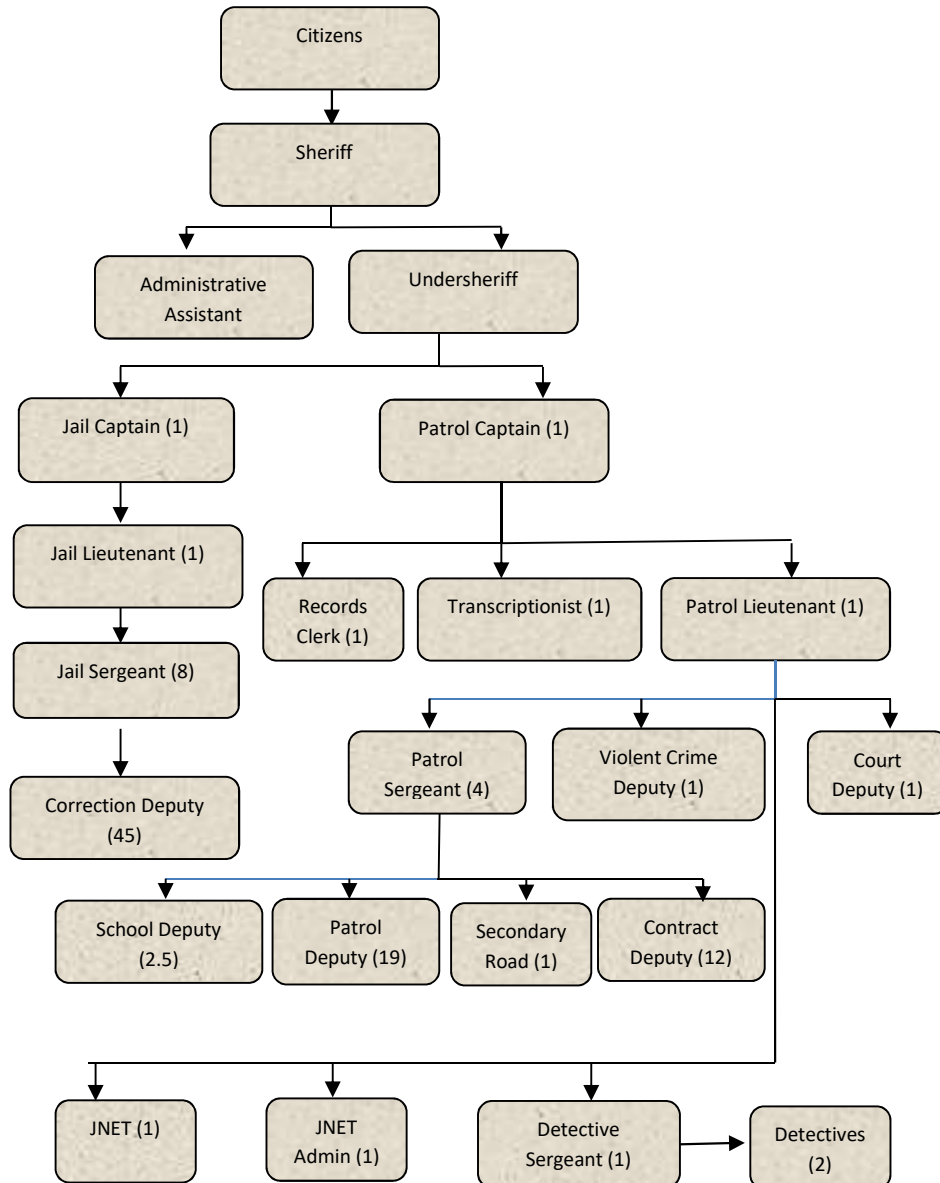 Citizens
Sheriff
Administrative
Assistant
Undersheriff
Jail Captain (1)
Patrol Captain (1)
Jail Lieutenant (1)
Records
Clerk (1)
Transcriptionist (1)
Patrol Lieutenant (1)
Jail Sergeant (8)
Patrol
Sergeant (4)
Violent Crime
Deputy (1)
Court
Deputy (1)
Correction Deputy
(45)
School Deputy
(2.5)
Patrol
Deputy (19)
Secondary
Road (1)
Contract
Deputy (12)
JNET (1)
JNET
Admin (1)
Detective
Sergeant (1)
Detectives
(2)